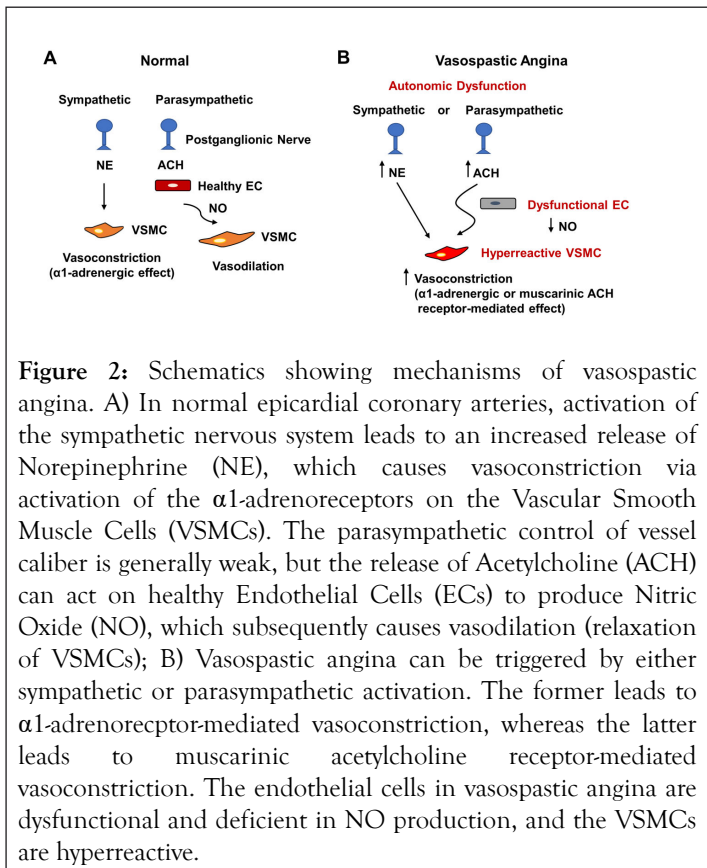 A
Normal
Sympathetic Parasympathetic
Postganglionic Nerve
NE ACH
Healthy EC
NO
VSMC
VSMC
Vasoconstriction
(α1-adrenergic effect)
Vasodilation
B
Vasospastic Angina
Autonomic Dysfunction
Sympathetic or Parasympathetic
↑ NE ↑ ACH
Dysfunctional EC
↓ NO
Hyperreactive VSMC
↑ Vasoconstriction
(α1-adrenergic or muscarinic ACH
receptor-mediated effect)
Figure 2: Schematics showing mechanisms of vasospastic
angina. A) In normal epicardial coronary arteries, activation of
the sympathetic nervous system leads to an increased release of
Norepinephrine (NE), which causes vasoconstriction via
activation of the α1-adrenoreceptors on the Vascular Smooth
Muscle Cells (VSMCs). The parasympathetic control of vessel
caliber is generally weak, but the release of Acetylcholine (ACH)
can act on healthy Endothelial Cells (ECs) to produce Nitric
Oxide (NO), which subsequently causes vasodilation (relaxation
of VSMCs); B) Vasospastic angina can be triggered by either
sympathetic or parasympathetic activation. The former leads to
α1-adrenorecptor-mediated vasoconstriction, whereas the latter
leads to muscarinic acetylcholine receptor-mediated
vasoconstriction. The endothelial cells in vasospastic angina are
dysfunctional and deficient in NO production, and the VSMCs
are hyperreactive.